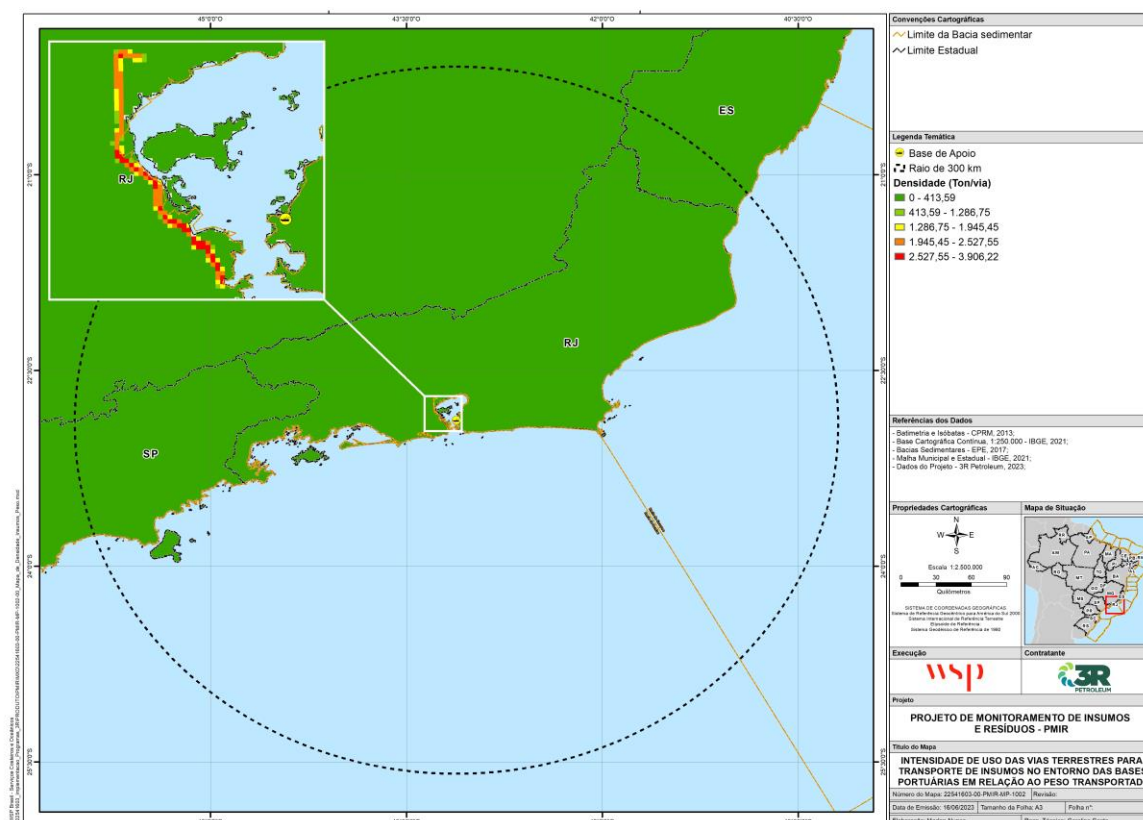 45°0'0"O 43°30'0"O 42°0'0"O 40°30'0"O
21°0'0"S 21°0'0"S
22°30'0"S 22°30'0"S
24°0'0"S 24°0'0"S
25°30'0"S 25°30'0"S
RJ
ES
RJ
SP
Convenções Cartográficas
Limite da Bacia sedimentar
Limite Estadual
Legenda Temática
Base de Apoio
Raio de 300 km
Densidade (Ton/via)
0 - 413,59
413,59 - 1.286,75
1.286,75 - 1.945,45
1.945,45 - 2.527,55
2.527,55 - 3.906,22
Referências dos Dados
- Batimetria e Isóbatas - CPRM, 2013;
- Base Cartográfica Contínua, 1:250.000 - IBGE, 2021;
- Bacias Sedimentares - EPE, 2017;
- Malha Municipal e Estadual - IBGE, 2021;
- Dados do Projeto - 3R Petroleum, 2023;
Propriedades Cartográficas
N
W E
S
Escala 1:2.500.000
0 30 60 90
Quilômetros
SISTEMA DE COORDENADAS GEOGRÁFICAS
Mapa de Situação
Execução
wsp
Contratante
3R
PETROLEUM
Projeto
PROJETO DE MONITORAMENTO DE INSUMOS
E RESÍDUOS - PMIR
Título do Mapa
INTENSIDADE DE USO DAS VIAS TERRESTRES PARA
TRANSPORTE DE INSUMOS NO ENTORNO DAS BASES
PORTUÁRIAS EM RELAÇÃO AO PESO TRANSPORTAD
Número do Mapa: 22541603-00-PMIR-MP-1002 Revisão:
Data de Emissão: 16/06/2023 Tamanho da Folha: A3 Folha n°: